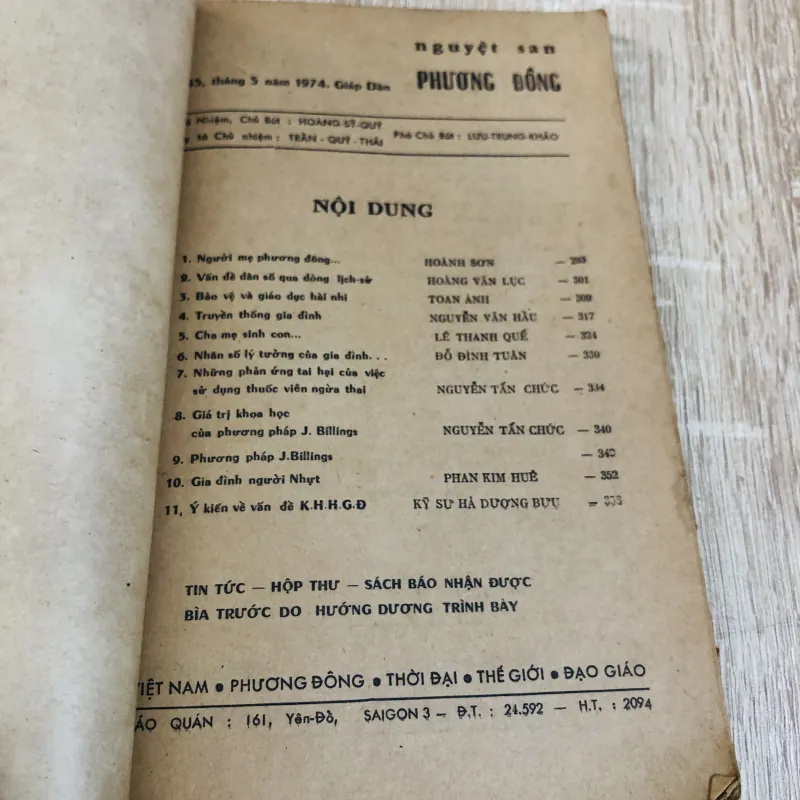 nguyệt san
35, tháng 5 năm 1974. Giáp Dần PHƯƠNG ĐÔNG
Nhiệm, Chủ Bút : HOÀNG-SỸ-QUÝ
tá Chủ nhiệm : TRẦN - QUÝ - THÁI Phó Chủ Bút : LƯU-TRUNG-KHẢO
NỘI DUNG
1. Người mẹ phương đông... HOÀNH SƠN — 293
2. Vấn đề dân số qua dòng lịch-sử HOÀNG VĂN LỤC — 301
3. Bảo vệ và giáo dục hài nhi TOAN ÁNH — 309
4. Truyền thống gia đình NGUYỄN VĂN HẦU — 317
5. Cha mẹ sinh con... LÊ THANH QUẾ — 324
6. Nhân số lý tưởng của gia đình... ĐỖ ĐÌNH TUÂN — 330
7. Những phản ứng tai hại của việc
sử dụng thuốc viên ngừa thai NGUYỄN TẤN CHỨC — 334
8. Giá trị khoa học
của phương pháp J. Billings NGUYỄN TẤN CHỨC — 340
9. Phương pháp J.Billings — 342
10. Gia đình người Nhựt PHAN KIM HUÊ — 352
11, Ý kiến về vấn đề K.H.H.G.Đ KỸ SƯ HÀ DƯỢNG BƯU —
TIN TỨC — HỘP THƯ — SÁCH BÁO NHẬN ĐƯỢC
BÌA TRƯỚC DO HƯỚNG DƯƠNG TRÌNH BÀY
VIỆT NAM ● PHƯƠNG ĐÔNG ● THỜI ĐẠI ● THẾ GIỚI ● ĐẠO GIÁO
ÁO QUÁN : 161, Yên-Đỗ, SAIGON 3 — Đ.T. : 24.592 — H.T. : 2094